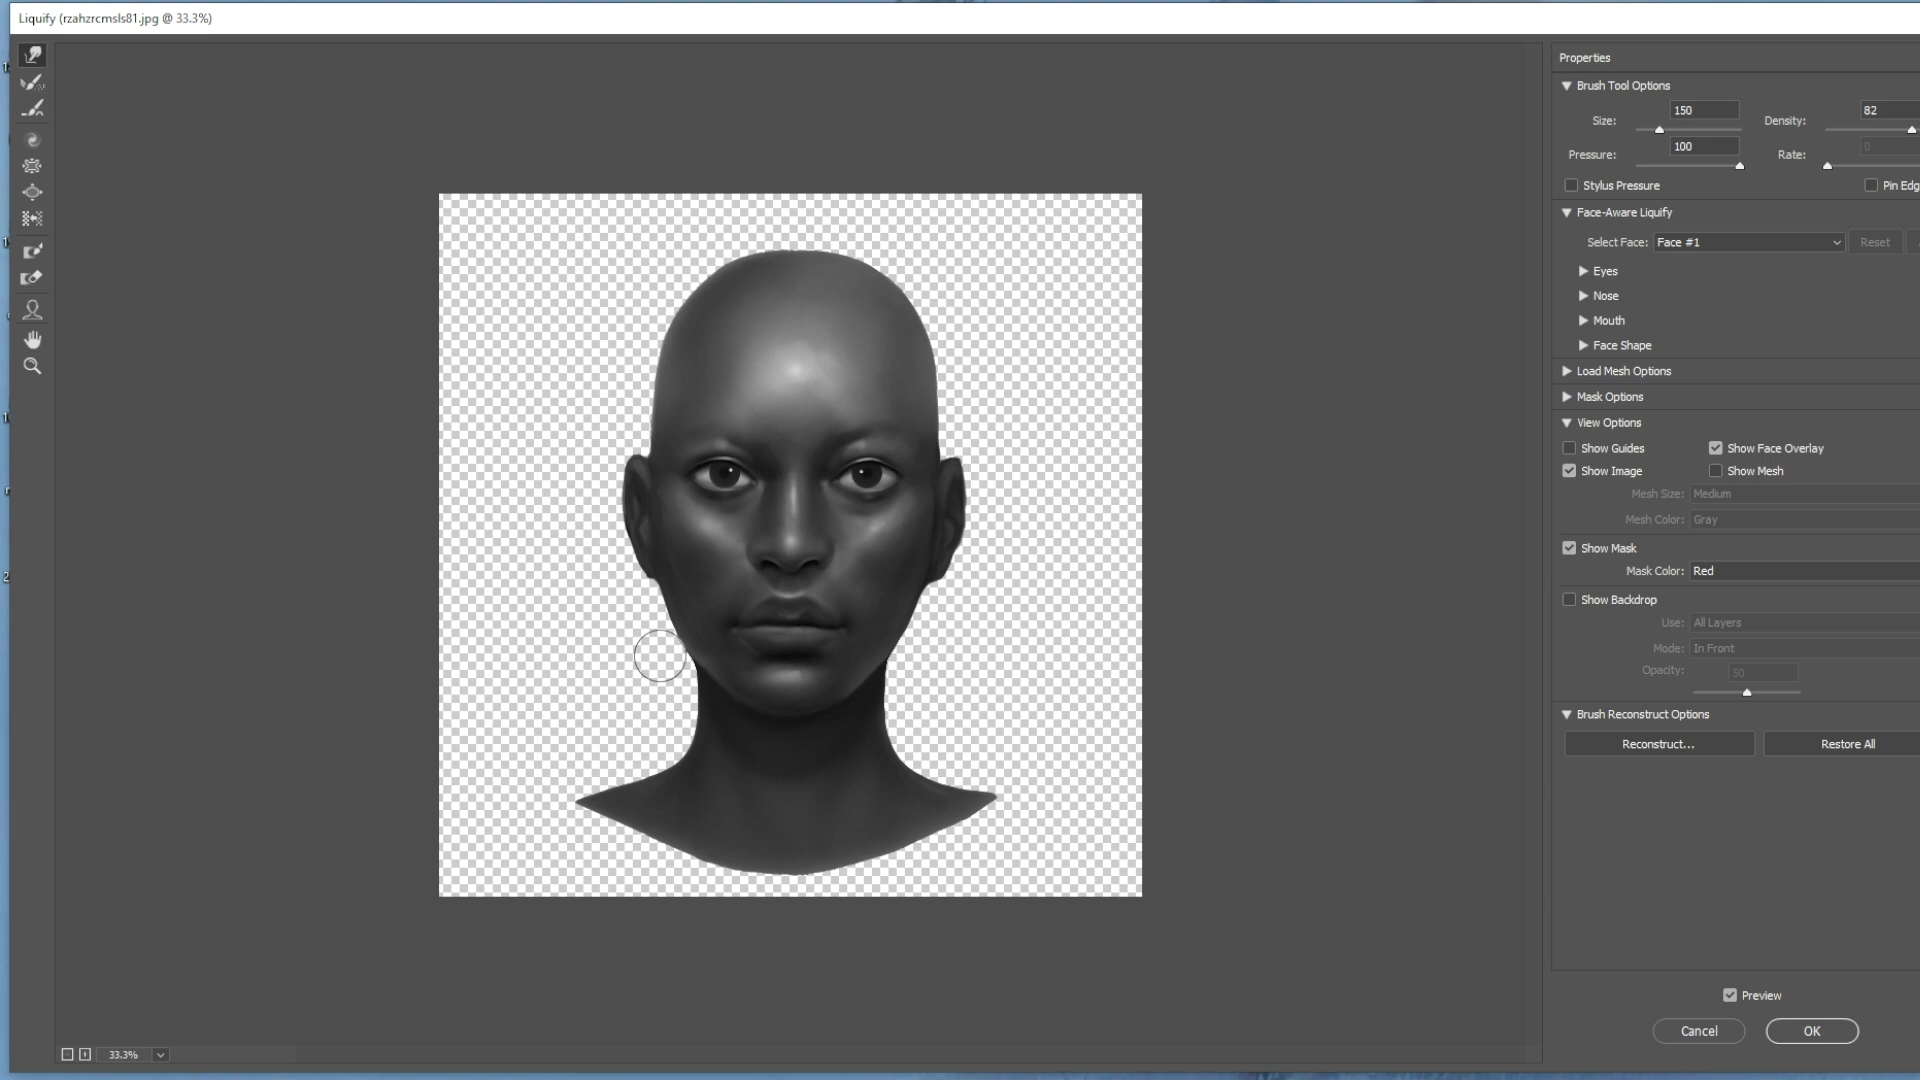 Liquify (rzahzrcmsls81.jpg @ 33.3%)
Properties
Brush Tool Options
Size: 150 Density: 82
Pressure: 100 Rate: 0
Stylus Pressure Pin Edg
Face-Aware Liquify
Select Face: Face #1 Reset
Eyes
Nose
Mouth
Face Shape
Load Mesh Options
Mask Options
View Options
Show Guides Show Face Overlay
Show Image Show Mesh
Mesh Size: Medium
Mesh Color: Gray
Show Mask
Mask Color: Red
Show Backdrop
Use: All Layers
Mode: In Front
Opacity: 50
Brush Reconstruct Options
Reconstruct... Restore All
Preview
Cancel OK
33.3%